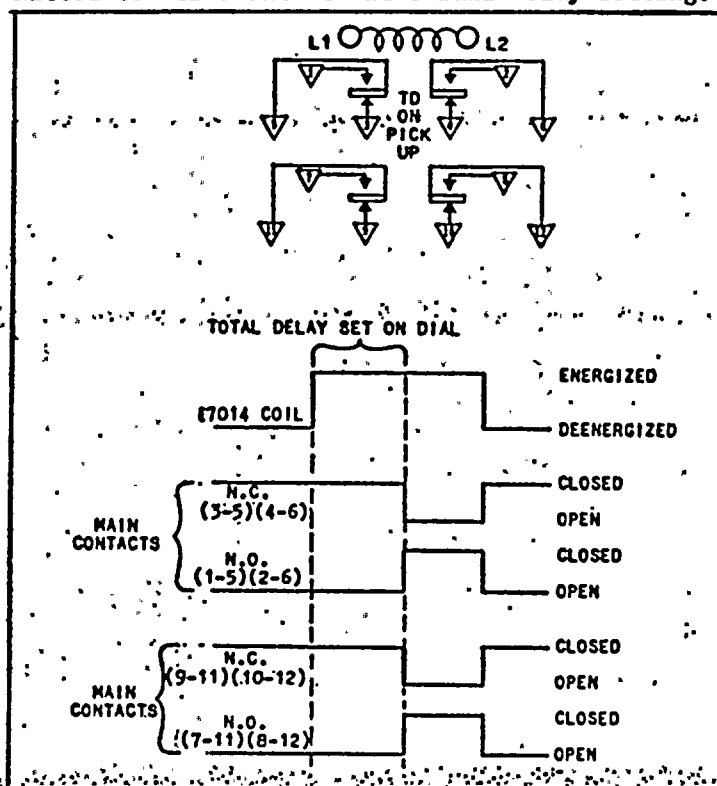 L1 L2
TD
ON
PICK
UP
TOTAL DELAY SET ON DIAL
ENERGIZED
E7014 COIL
DEENERGIZED
MAIN
CONTACTS
N.C.
(3-5)(4-6)
CLOSED
OPEN
N.O.
(1-5)(2-6)
CLOSED
OPEN
MAIN
CONTACTS
N.C.
(9-11)(10-12)
CLOSED
OPEN
N.O.
((7-11)(8-12)
CLOSED
OPEN